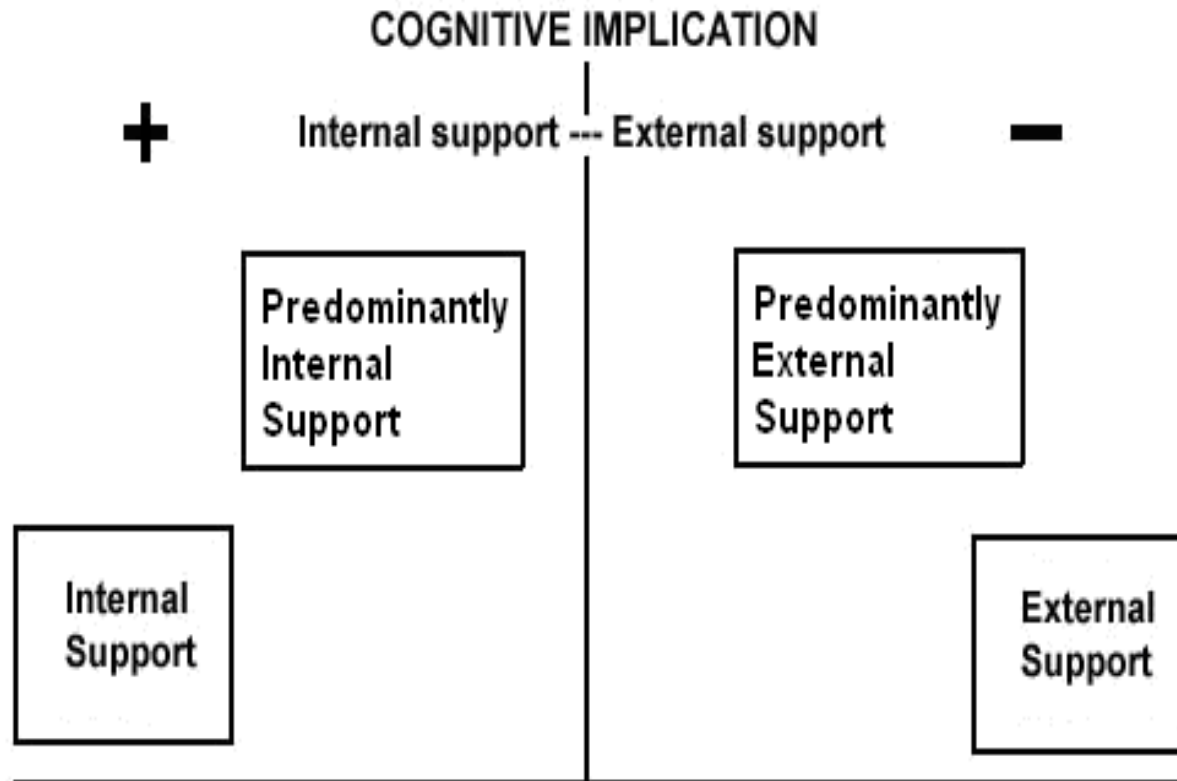 COGNITIVE IMPLICATION
+ Internal support --- External support −
Predominantly
Internal
Support
Predominantly
External
Support
Internal
Support
External
Support